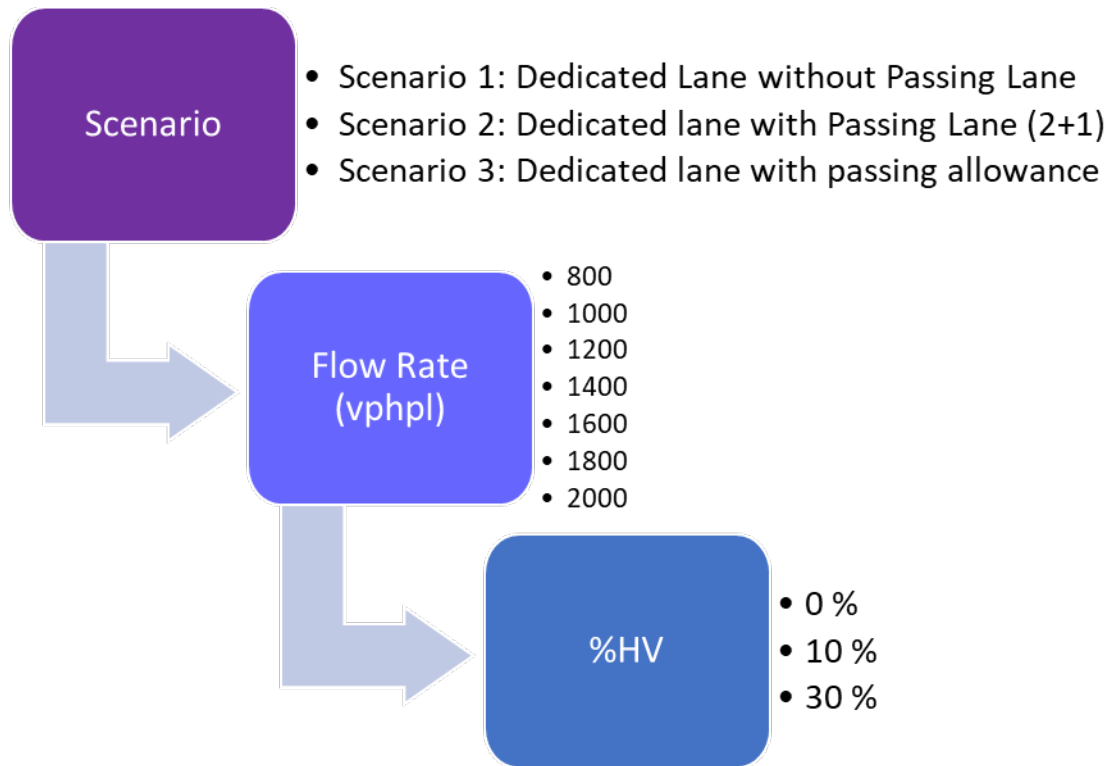 Scenario
• Scenario 1: Dedicated Lane without Passing Lane
• Scenario 2: Dedicated lane with Passing Lane (2+1)
• Scenario 3: Dedicated lane with passing allowance
Flow Rate
(vphpl)
• 800
• 1000
• 1200
• 1400
• 1600
• 1800
• 2000
%HV
• 0 %
• 10 %
• 30 %